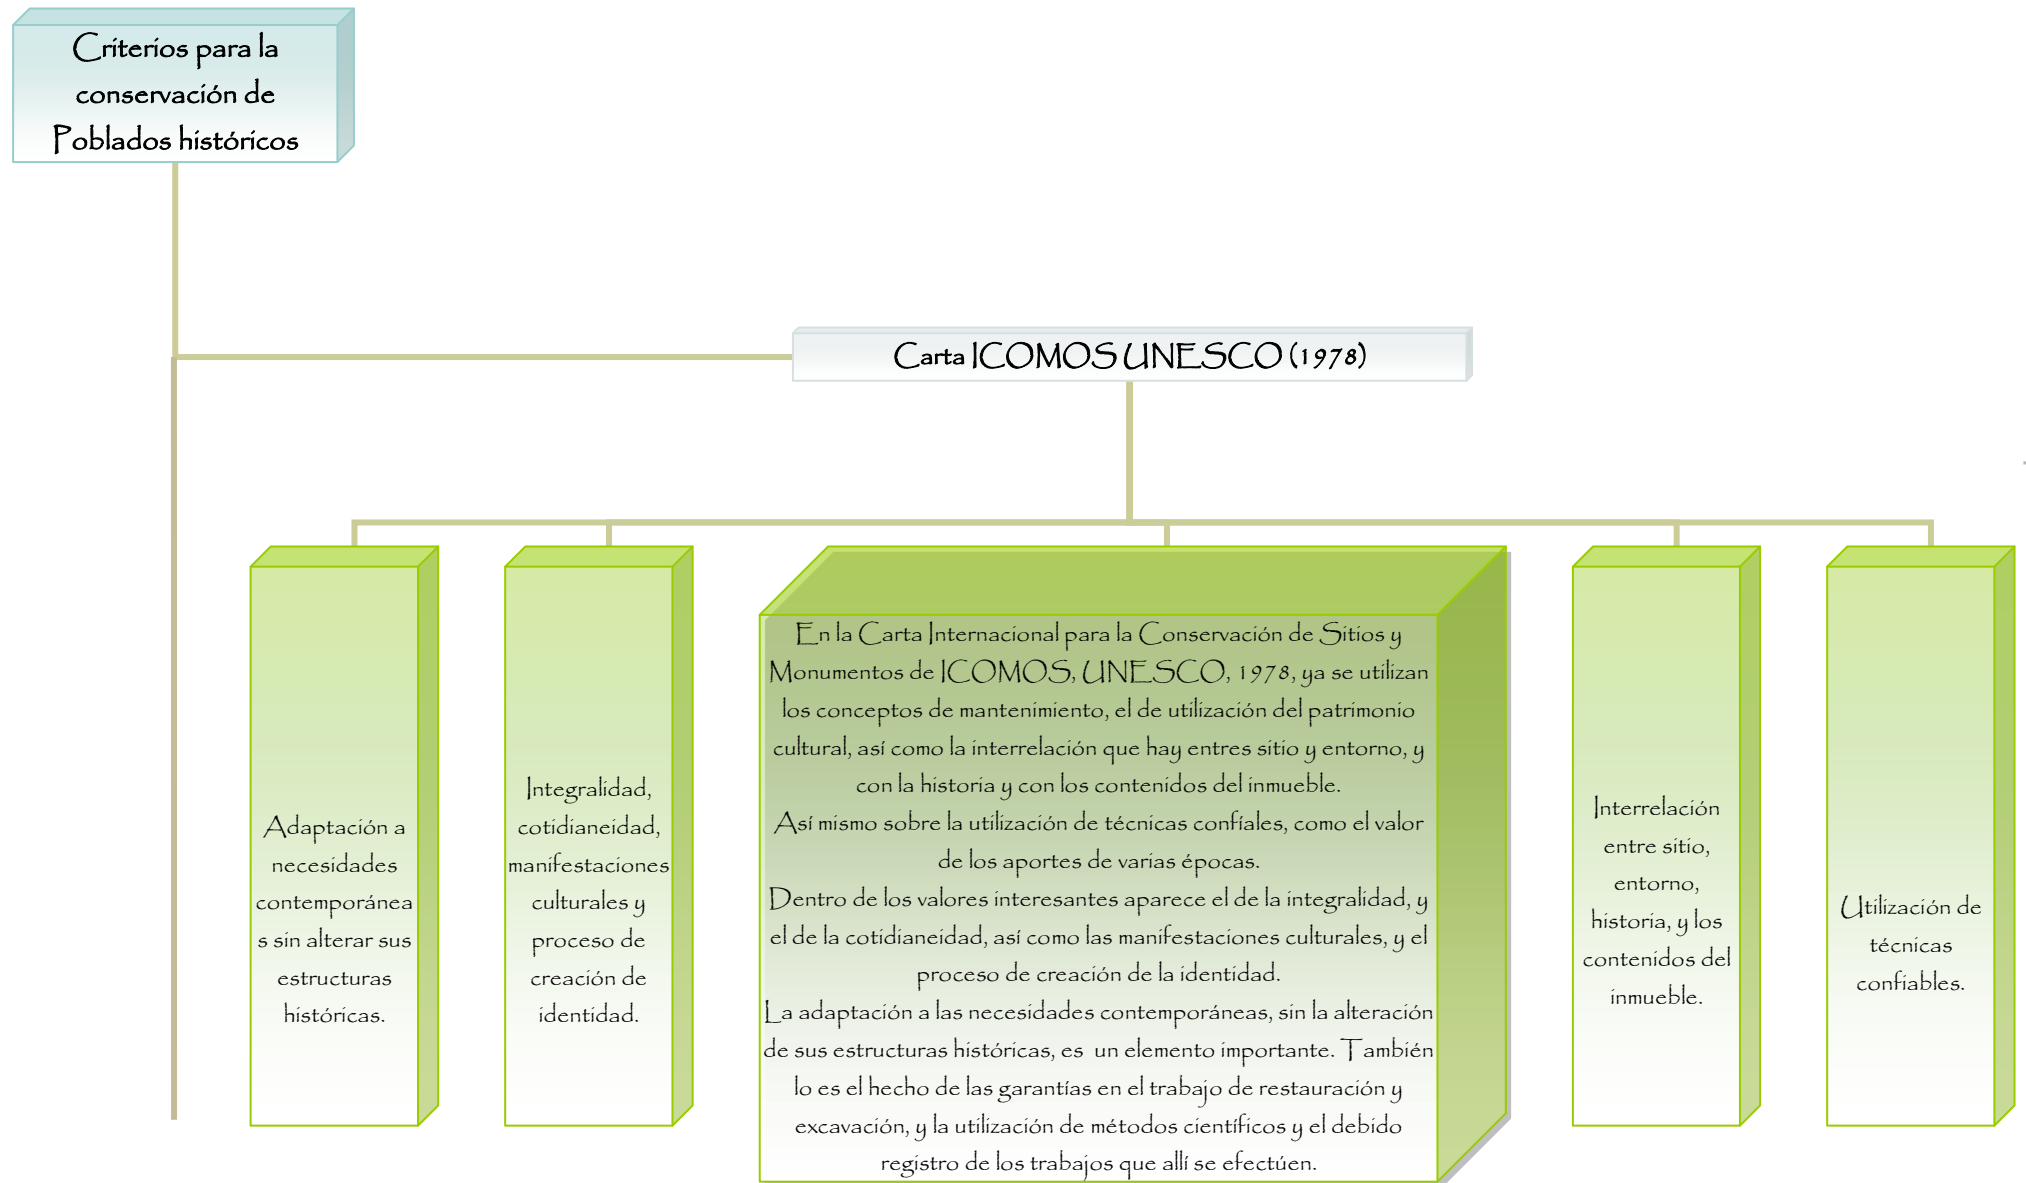 Criterios para la
conservación de
Poblados históricos
Carta ICOMOS UNESCO (1978)
Adaptación a
necesidades
contemporánea
s sin alterar sus
estructuras
históricas.
Integralidad,
cotidianeidad,
manifestaciones
culturales y
proceso de
creación de
identidad.
En la Carta Internacional para la Conservación de Sitios y
Monumentos de ICOMOS, UNESCO, 1978, ya se utilizan
los conceptos de mantenimiento, el de utilización del patrimonio
cultural, así como la interrelación que hay entres sitio y entorno, y
con la historia y con los contenidos del inmueble.
Así mismo sobre la utilización de técnicas confíales, como el valor
de los aportes de varias épocas.
Dentro de los valores interesantes aparece el de la integralidad, y
el de la cotidianeidad, así como las manifestaciones culturales, y el
proceso de creación de la identidad.
La adaptación a las necesidades contemporáneas, sin la alteración
de sus estructuras históricas, es un elemento importante. También
lo es el hecho de las garantías en el trabajo de restauración y
excavación, y la utilización de métodos científicos y el debido
registro de los trabajos que allí se efectúen.
Interrelación
entre sitio,
entorno,
historia, y los
contenidos del
inmueble.
Utilización de
técnicas
confiables.